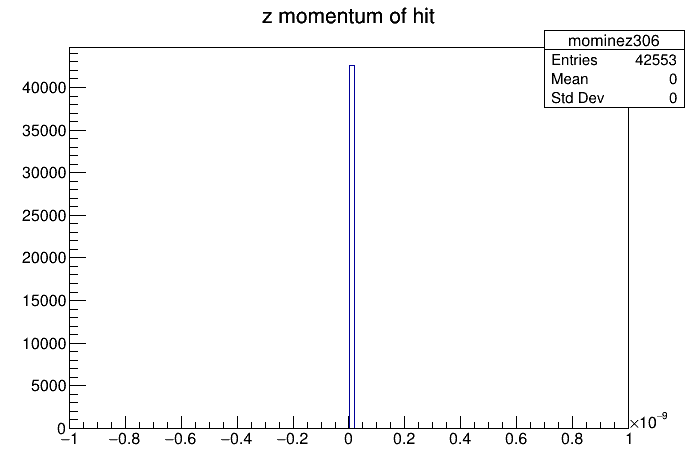 z momentum of hit
mominez306
Entries 42553
Mean 0
Std Dev 0
40000
35000
30000
25000
20000
15000
10000
5000
0
−1 −0.8 −0.6 −0.4 −0.2 0 0.2 0.4 0.6 0.8 1
×10⁻⁹